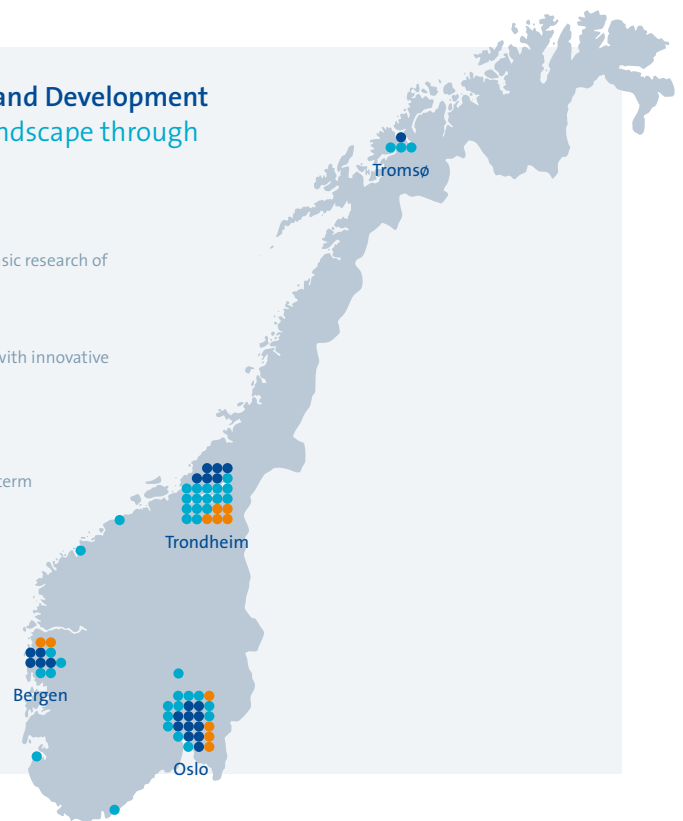 and Development
ndscape through
Tromsø
sic research of
with innovative
term
Trondheim
Bergen
Oslo